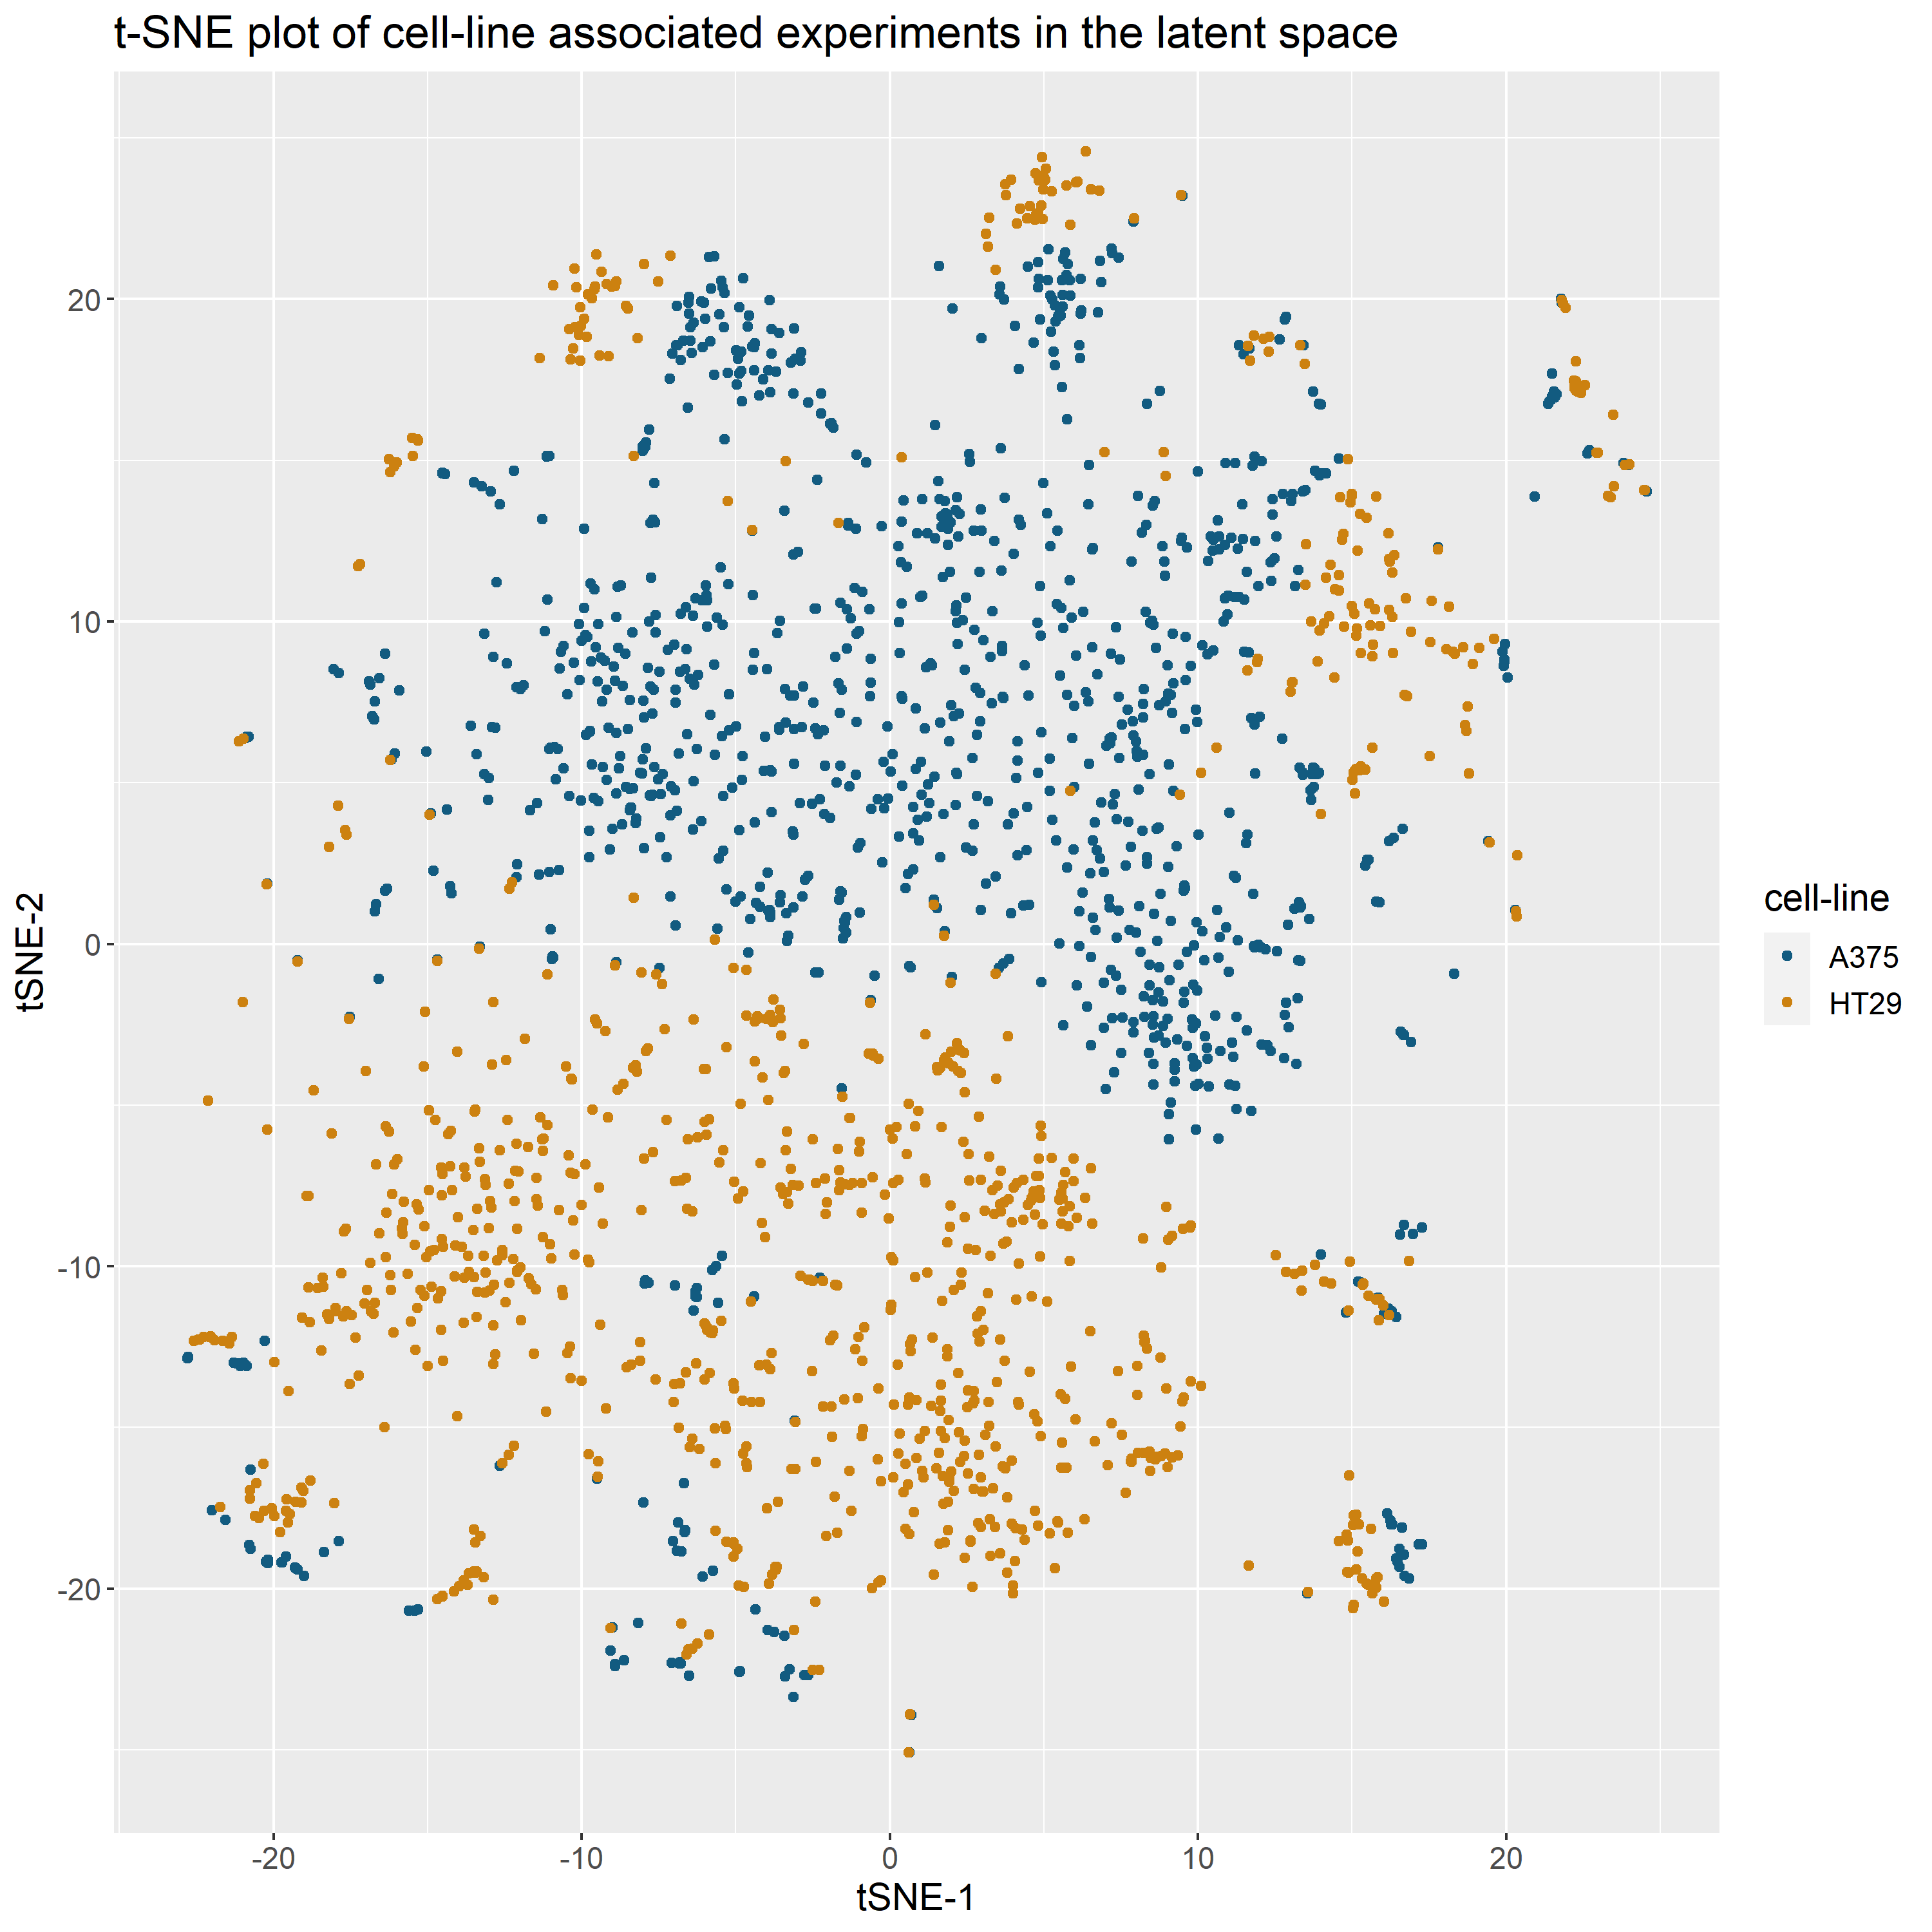 t-SNE plot of cell-line associated experiments in the latent space
20
10
0
-10
-20
tSNE-2
-20
-10
0
10
20
tSNE-1
cell-line
A375
HT29